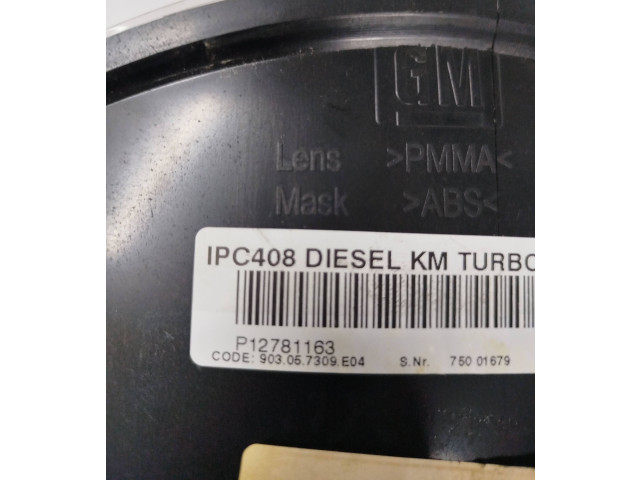 GM
Lens >PMMA<
Mask >ABS<
IPC408 DIESEL KM TURBO
P12781163
CODE: 903.05.7309.E04 S.Nr. 750 01679